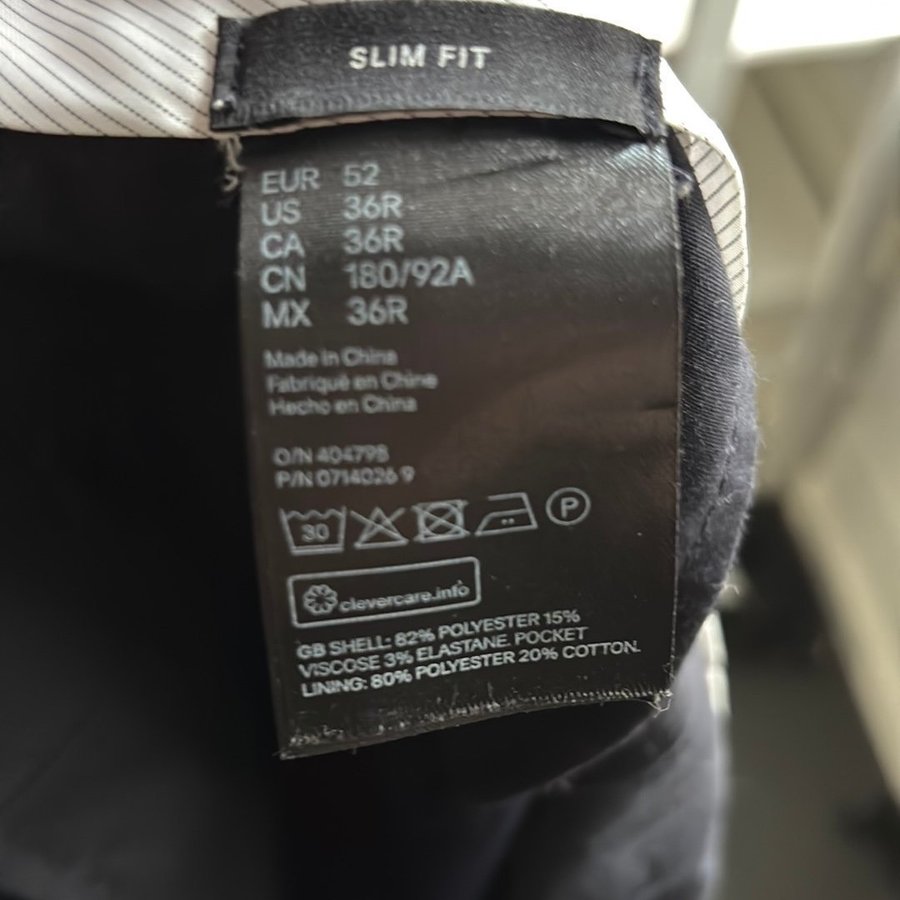 SLIM FIT
EUR 52
US 36R
CA 36R
CN 180/92A
MX 36R
Made in China
Fabriqué en Chine
Hecho en China
O/N 404798
P/N 0714026 9
30
P
clevercare.info
GB SHELL: 82% POLYESTER 15%
VISCOSE 3% ELASTANE. POCKET
LINING: 80% POLYESTER 20% COTTON.